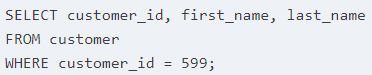 SELECT customer_id, first_name, last_name
FROM customer
WHERE customer_id = 599;